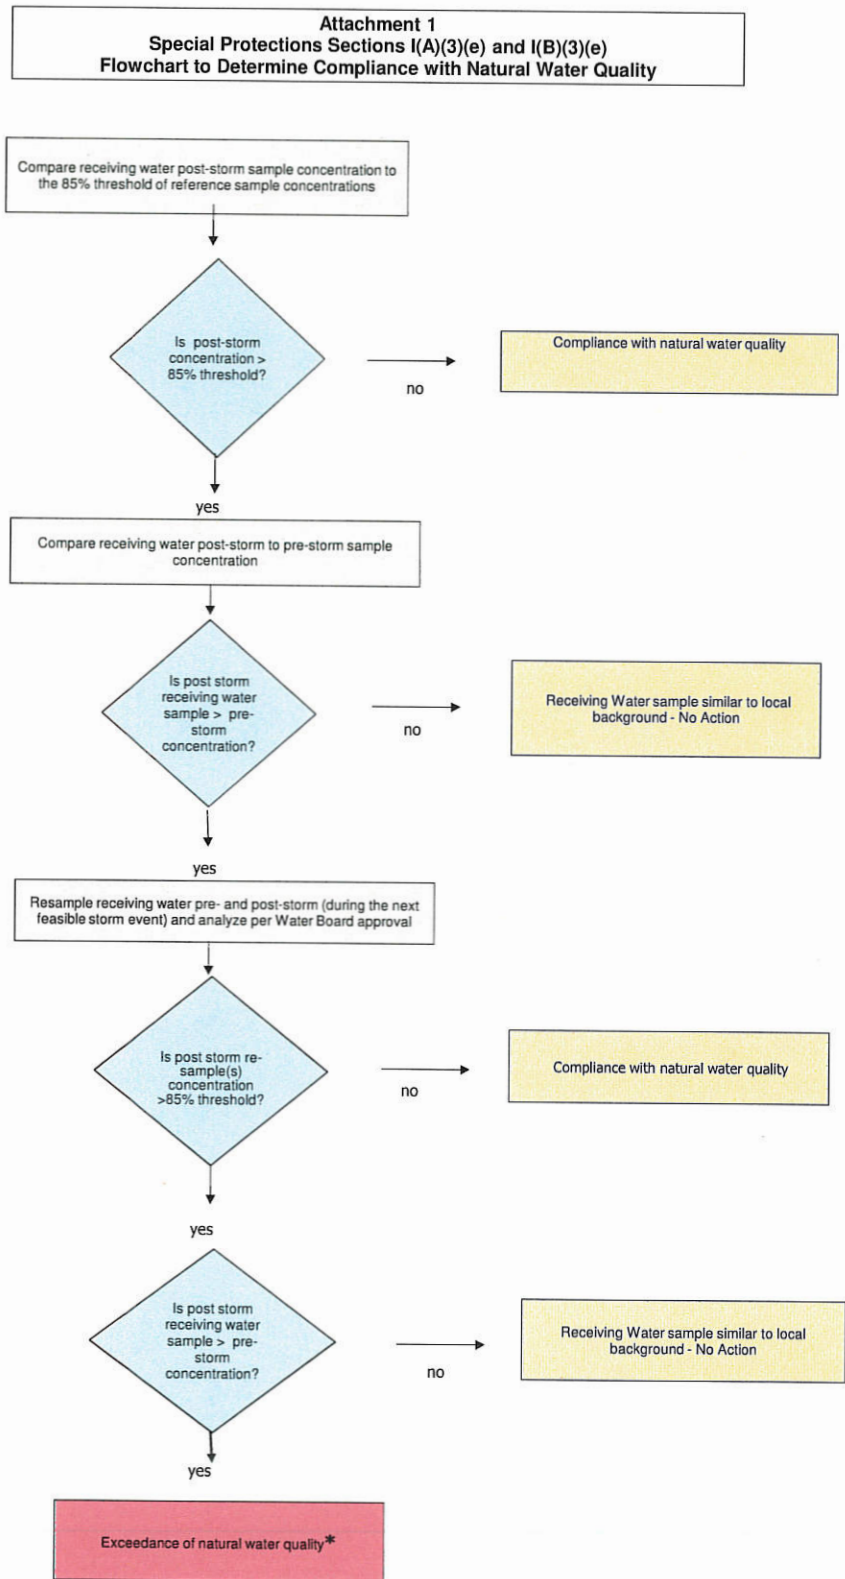 Attachment 1
Special Protections Sections I(A)(3)(e) and I(B)(3)(e)
Flowchart to Determine Compliance with Natural Water Quality
Compare receiving water post-storm sample concentration to
the 85% threshold of reference sample concentrations
Is post-storm
concentration >
85% threshold?
no
Compliance with natural water quality
yes
Compare receiving water post-storm to pre-storm sample
concentration
Is post storm
receiving water
sample > pre-
storm
concentration?
no
Receiving Water sample similar to local
background - No Action
yes
Resample receiving water pre- and post-storm (during the next
feasible storm event) and analyze per Water Board approval
Is post storm re-
sample(s)
concentration
>85% threshold?
no
Compliance with natural water quality
yes
Is post storm
receiving water
sample > pre-
storm
concentration?
no
Receiving Water sample similar to local
background - No Action
yes
Exceedance of natural water quality*